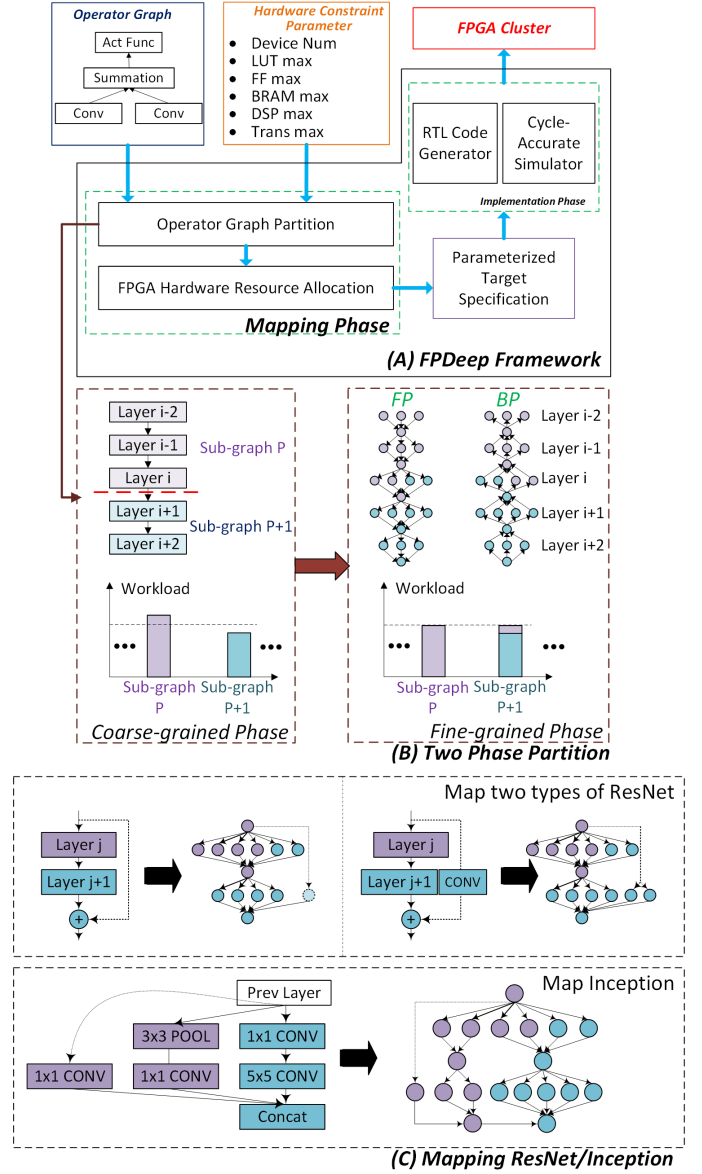 Operator Graph
Act Func
Summation
Conv
Conv
Hardware Constraint
Parameter
• Device Num
• LUT max
• FF max
• BRAM max
• DSP max
• Trans max
FPGA Cluster
RTL Code
Generator
Cycle-
Accurate
Simulator
Implementation Phase
Operator Graph Partition
FPGA Hardware Resource Allocation
Mapping Phase
Parameterized
Target
Specification
(A) FPDeep Framework
Layer i-2
Layer i-1
Layer i
Layer i+1
Layer i+2
Sub-graph P
Sub-graph P+1
Workload
•••
•••
Sub-graph
P
Sub-graph
P+1
Coarse-grained Phase
FP
BP
Layer i-2
Layer i-1
Layer i
Layer i+1
Layer i+2
Workload
•••
•••
Sub-graph
P
Sub-graph
P+1
Fine-grained Phase
(B) Two Phase Partition
Map two types of ResNet
Layer j
Layer j+1
+
Layer j
Layer j+1
CONV
+
Map Inception
Prev Layer
3x3 POOL
1x1 CONV
1x1 CONV
1x1 CONV
5x5 CONV
Concat
(C) Mapping ResNet/Inception